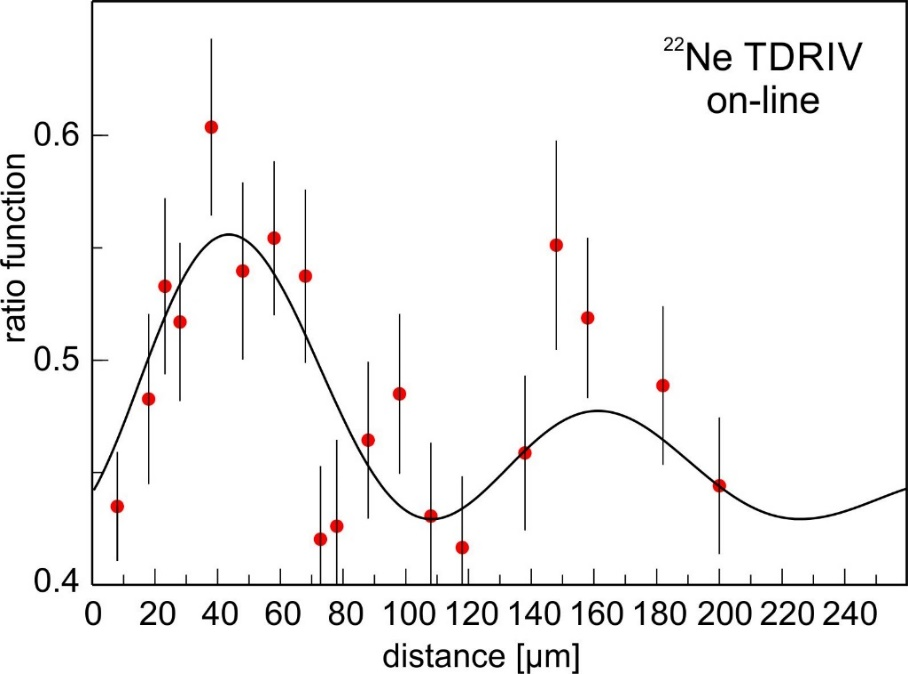 ²²Ne TDRIV
on-line
ratio function
0.6
0.5
0.4
0 20 40 60 80 100 120 140 160 180 200 220 240
distance [µm]